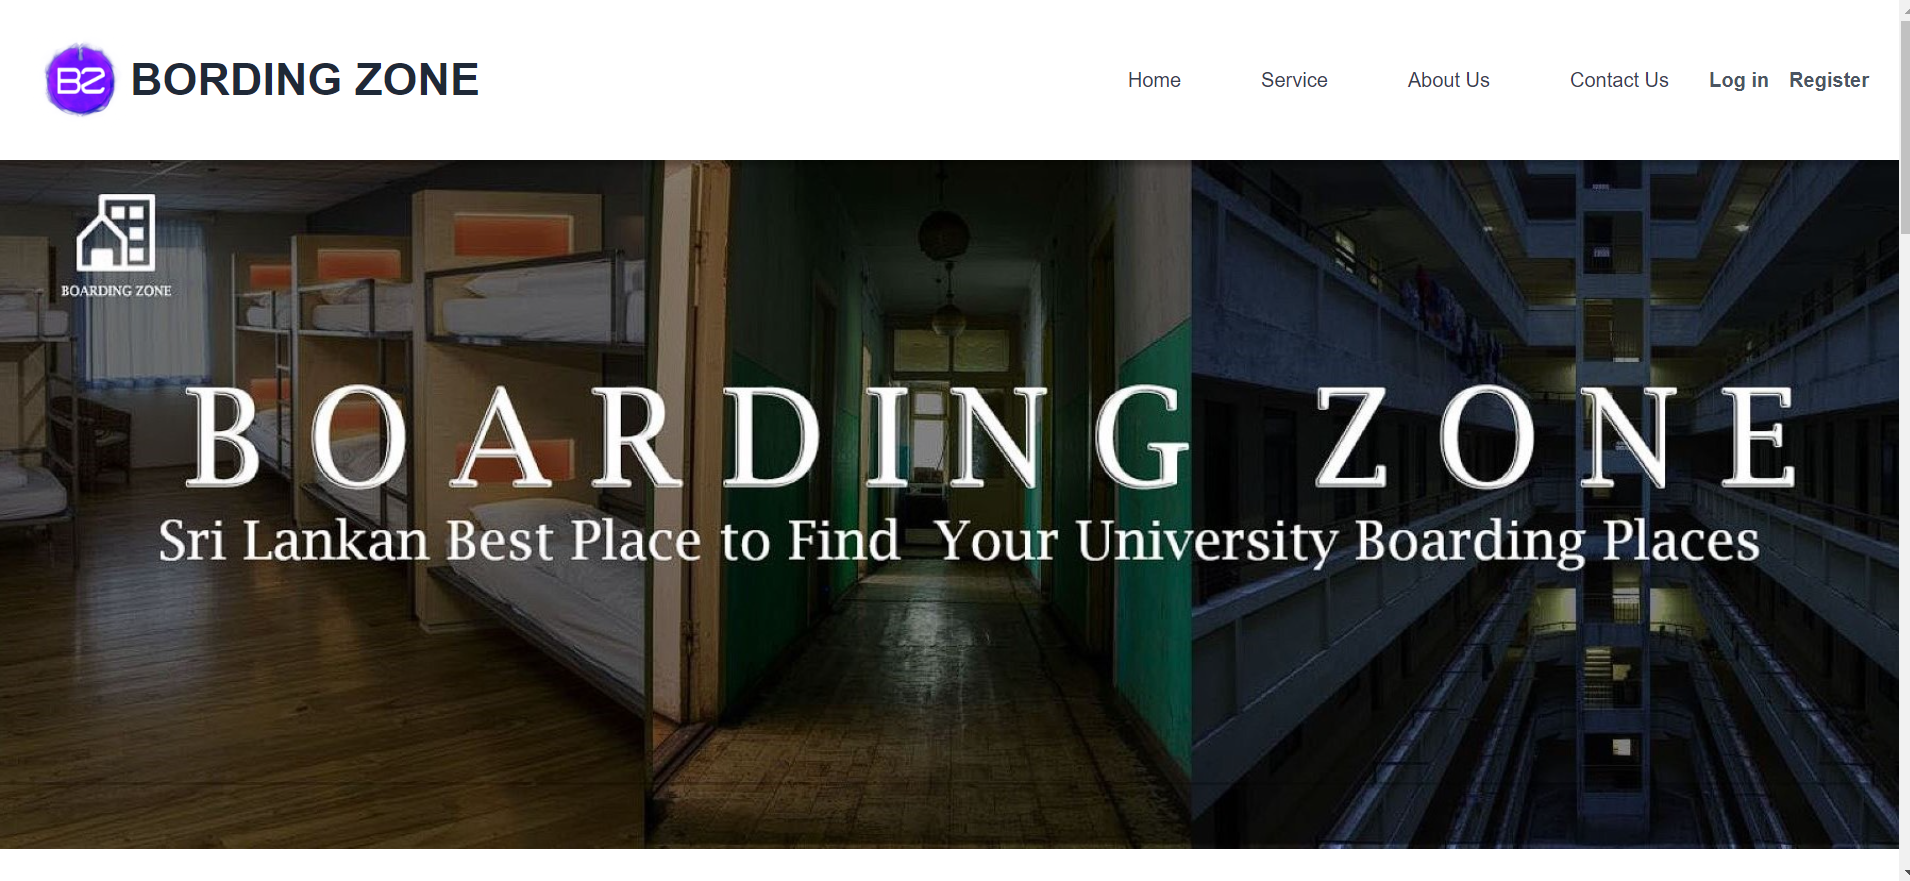 BZ
BORDING ZONE
Home Service About Us Contact Us Log in Register
BOARDING ZONE
BOARDING ZONE
Sri Lankan Best Place to Find Your University Boarding Places